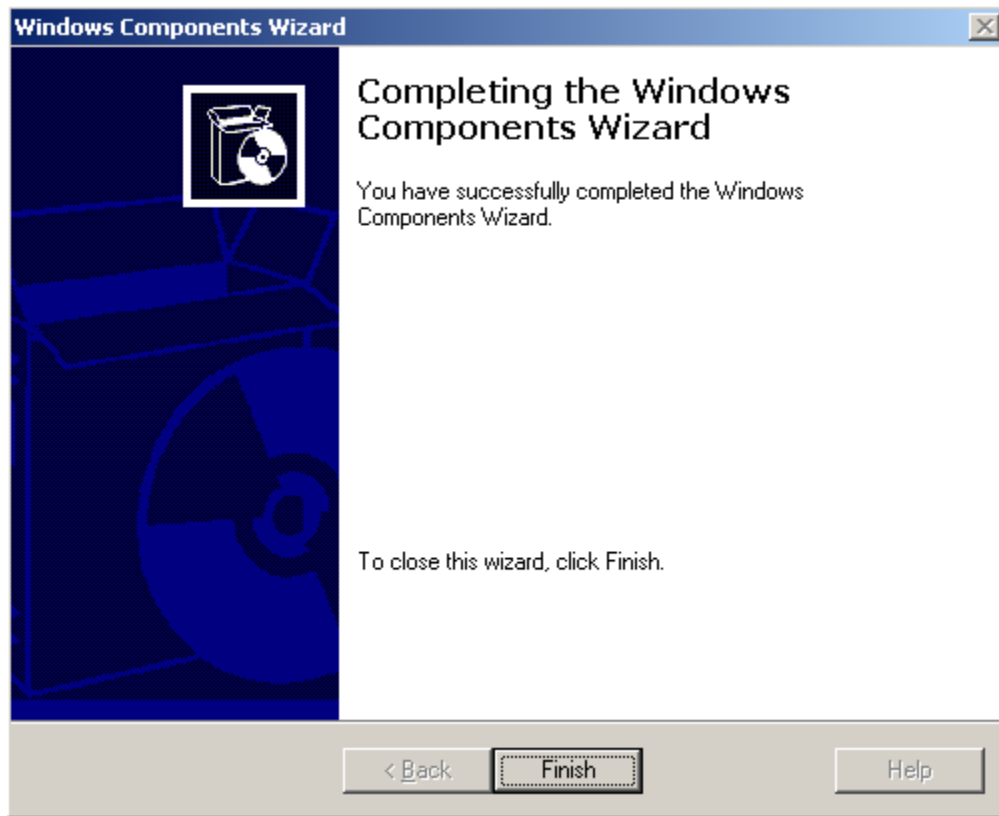 Windows Components Wizard
Completing the Windows
Components Wizard
You have successfully completed the Windows
Components Wizard.
To close this wizard, click Finish.
< Back
Finish
Help